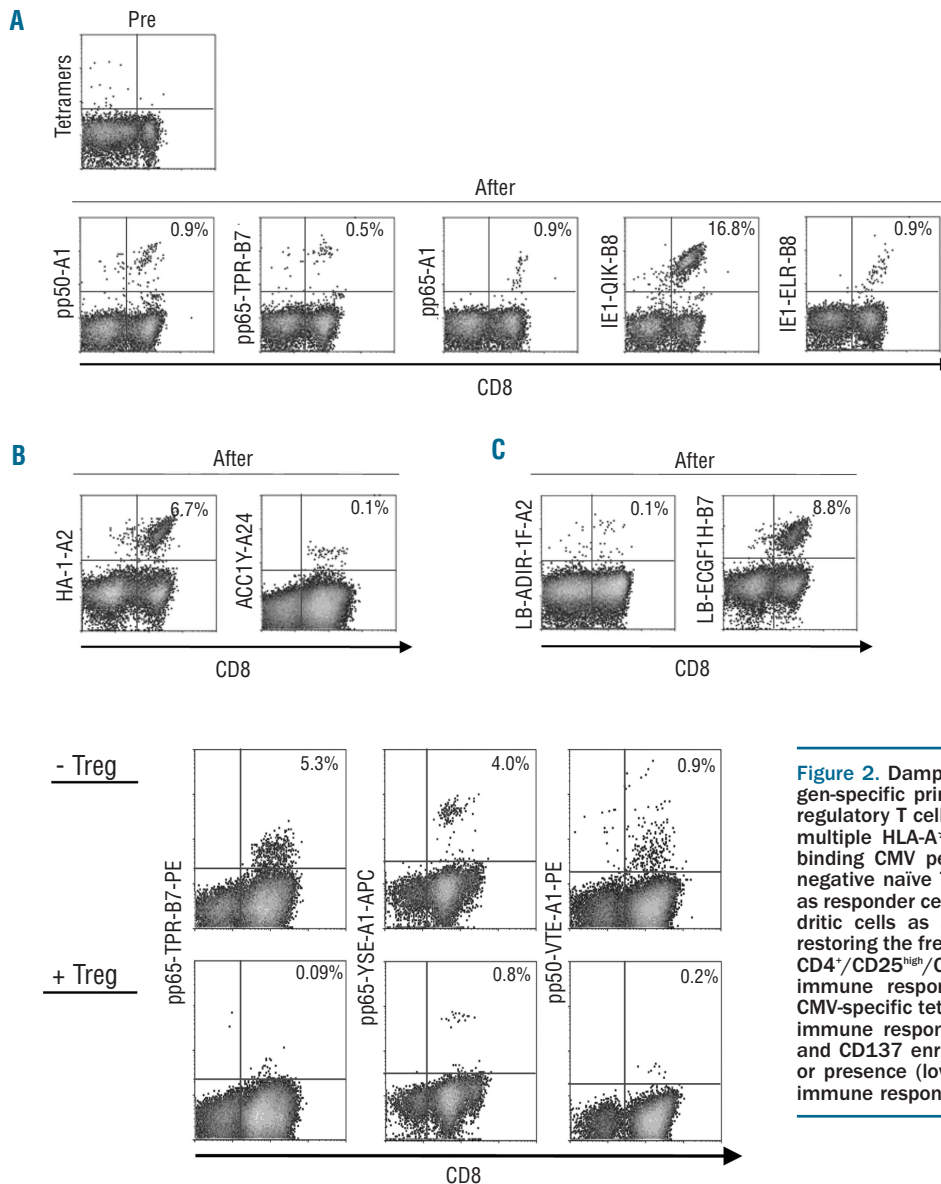 A
Pre
Tetramers
After
pp50-A1
0.9%
pp65-TPR-B7
0.5%
pp65-A1
0.9%
IE1-QIK-B8
16.8%
IE1-ELR-B8
0.9%
CD8
B
After
HA-1-A2
6.7%
ACC1Y-A24
0.1%
CD8
C
After
LB-ADIR-1F-A2
0.1%
LB-ECGF1H-B7
8.8%
CD8
- Treg
5.3%
4.0%
0.9%
pp65-TPR-B7-PE
pp65-YSE-A1-APC
pp50-VTE-A1-PE
+ Treg
0.09%
0.8%
0.2%
CD8
Figure 2. Damp
gen-specific prin
regulatory T cell
multiple HLA-A*
binding CMV pe
negative naïve
as responder ce
dritic cells as
restoring the fre
CD4+/CD25high/C
immune respon
CMV-specific tet
immune respon
and CD137 enr
or presence (lov
immune respon